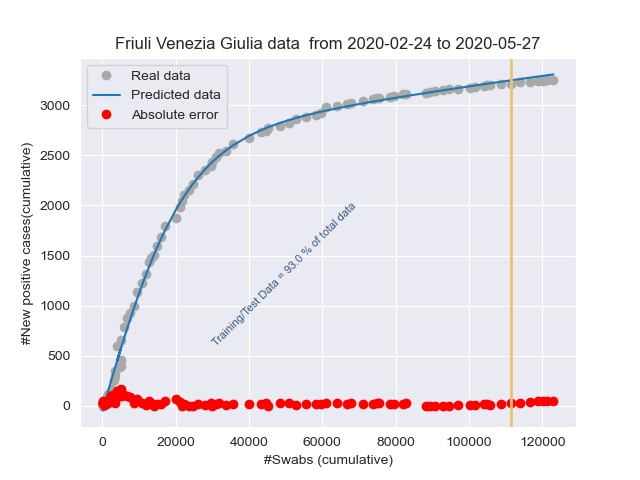 Friuli Venezia Giulia data from 2020-02-24 to 2020-05-27
Real data
Predicted data
Absolute error
#New positive cases(cumulative)
3000
2500
2000
1500
1000
500
0
Training/Test Data = 93.0 % of total data
0
20000
40000
60000
80000
100000
120000
#Swabs (cumulative)